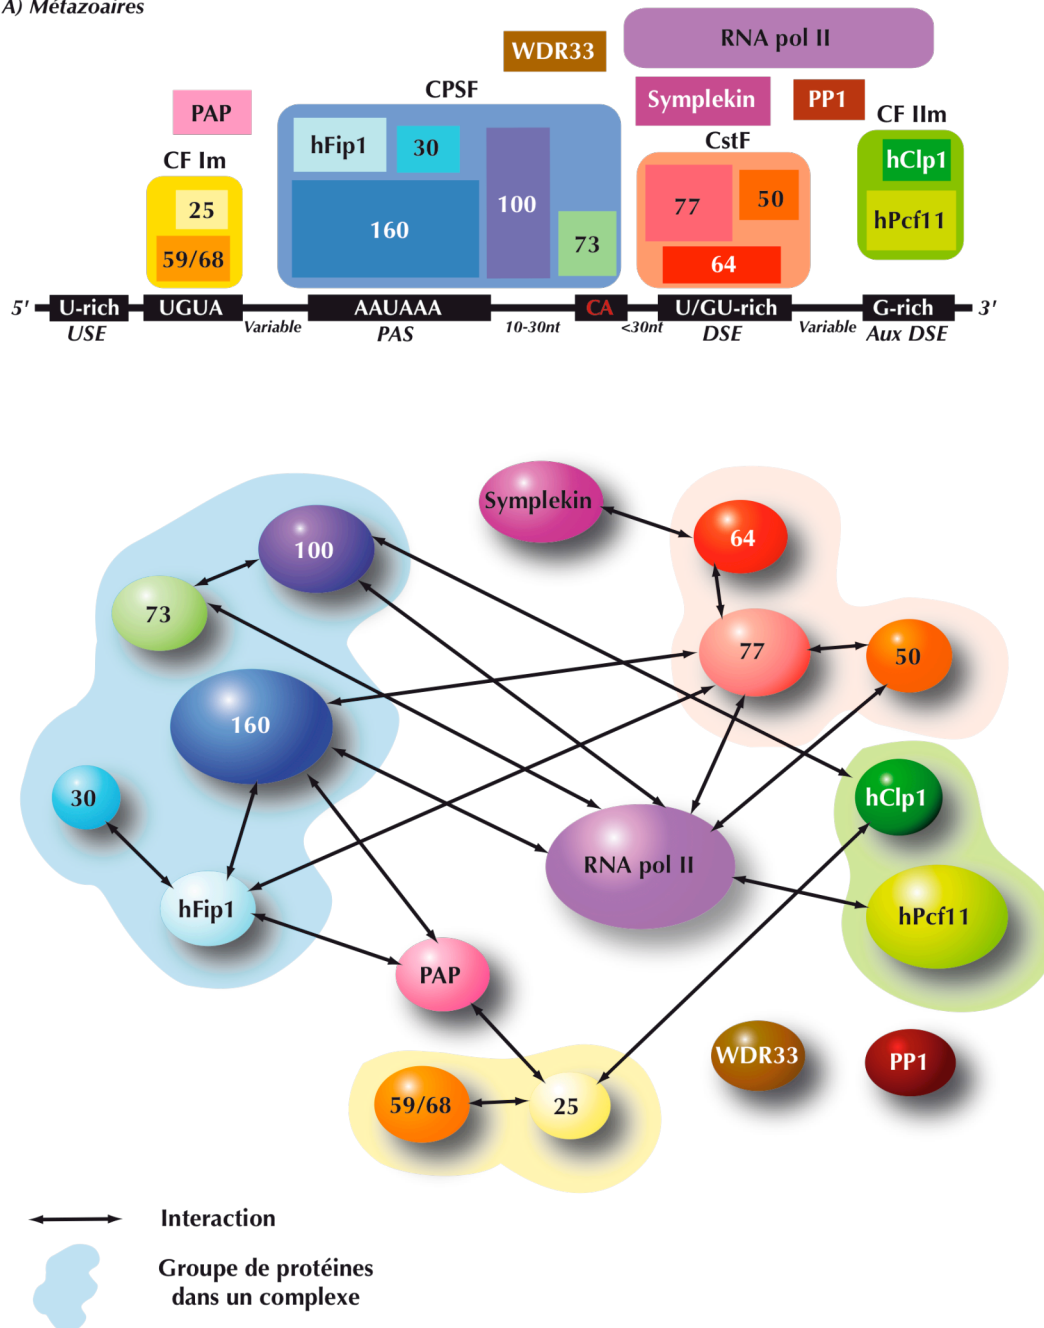 A) Métazoaires
RNA pol II
WDR33
CPSF
Symplekin
PP1
PAP
CF IIm
hFip1
30
CstF
hClp1
CF Im
100
77
50
25
160
hPcf11
73
59/68
64
5' U-rich UGUA AAUAAA CA U/GU-rich G-rich 3'
USE Variable PAS 10-30nt <30nt DSE Variable Aux DSE
Symplekin
100
64
73
77
50
160
30
hClp1
RNA pol II
hFip1
hPcf11
PAP
WDR33
PP1
59/68
25
Interaction
Groupe de protéines
dans un complexe